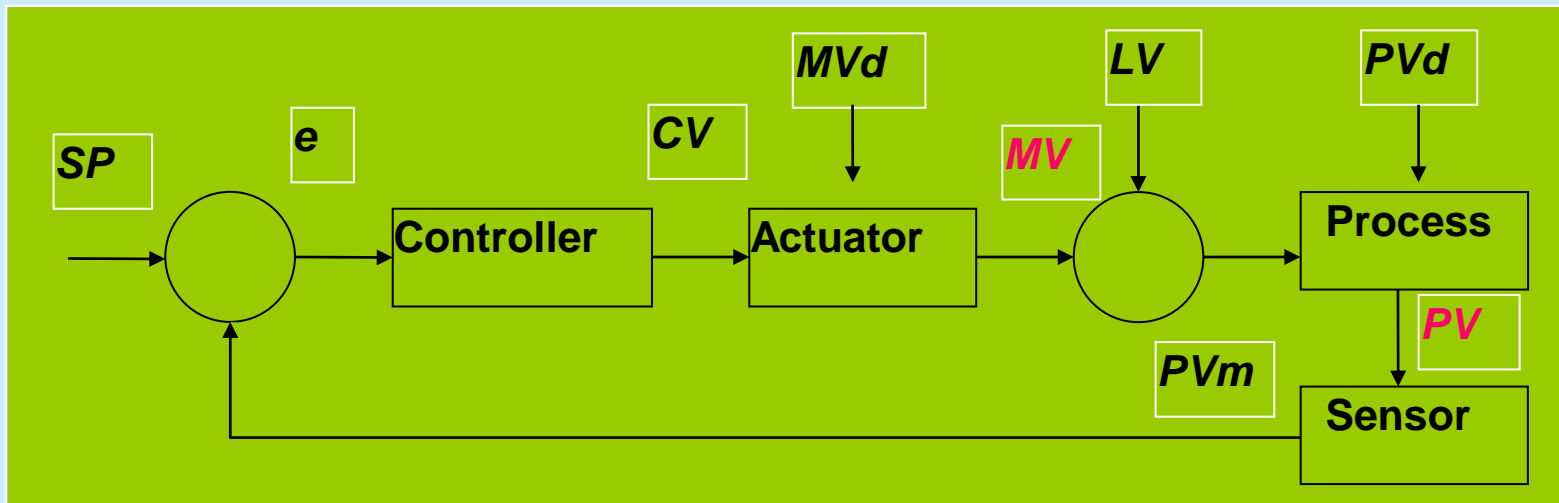 MVd
LV
PVd
e
CV
SP
MV
Controller
Actuator
Process
PV
PVm
Sensor